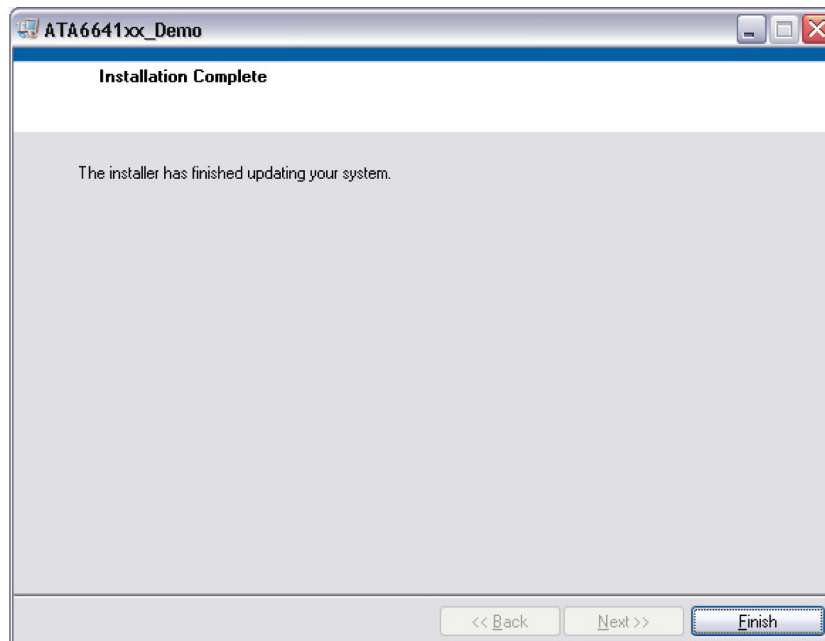 ATA6641xx_Demo
Installation Complete
The installer has finished updating your system.
<< Back Next >> Finish